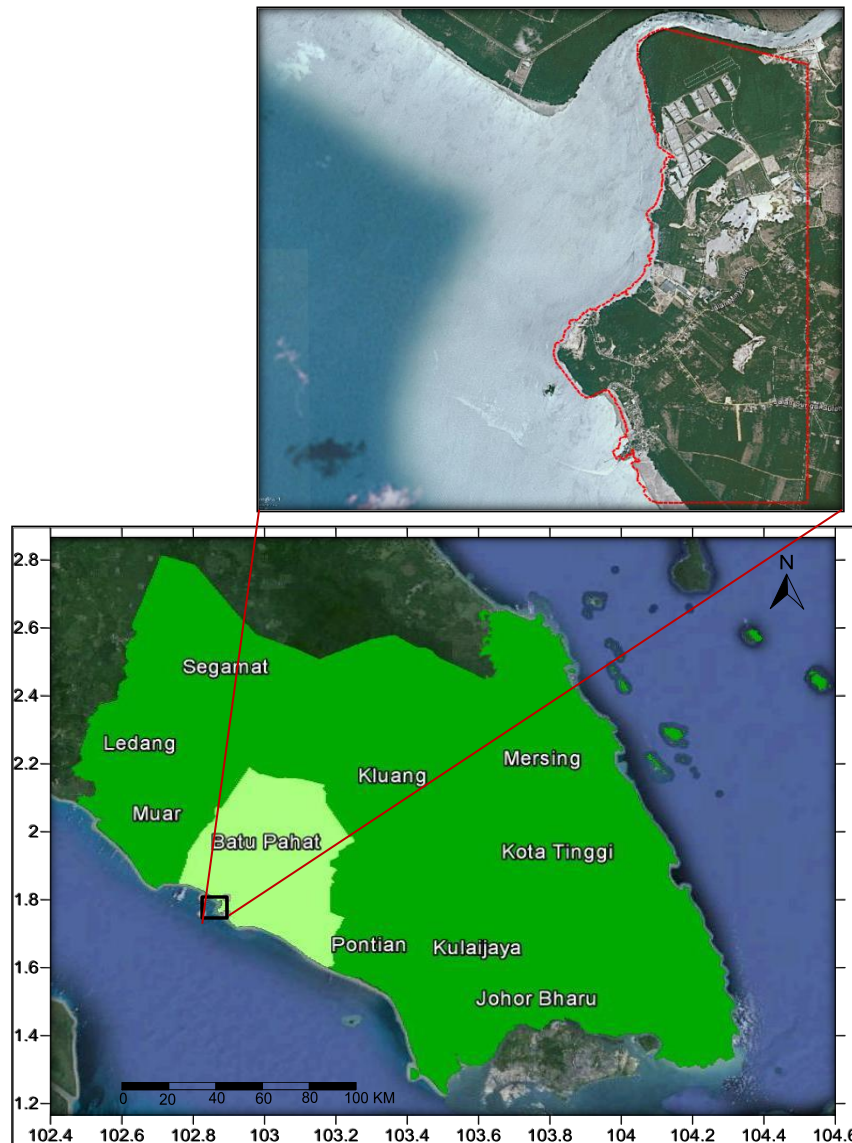 2.8
2.6
2.4
2.2
2
1.8
1.6
1.4
1.2
N
Segamat
Ledang
Mersing
Kluang
Muar
Batu Pahat
Kota Tinggi
Pontian
Kulaijaya
Johor Bharu
0 20 40 60 80 100 KM
102.4 102.6 102.8 103 103.2 103.4 103.6 103.8 104 104.2 104.4 104.6